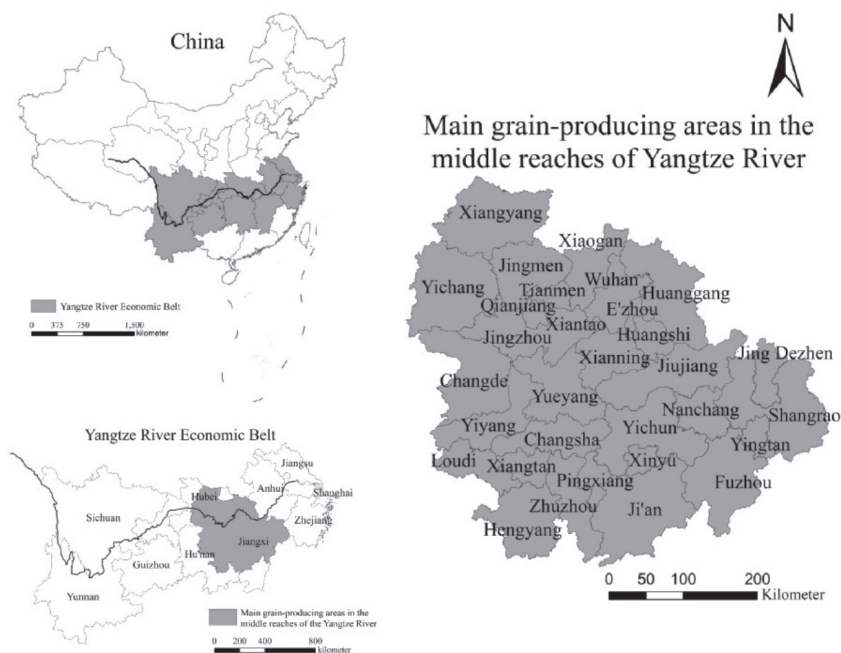 China
Yangtze River Economic Belt
0 375 750 1,500
kilometer
Yangtze River Economic Belt
Jiangsu
Anhui
Shanghai
Hubei
Zhejiang
Sichuan
Jiangxi
Hu'nan
Guizhou
Yunnan
Main grain-producing areas in the
middle reaches of the Yangtze River
0 200 400 800
kilometer
N
Main grain-producing areas in the
middle reaches of Yangtze River
Xiangyang
Xiaogan
Jingmen
Wuhan
Yichang
Tianmen
Huanggang
Qianjiang
E'zhou
Xiantao
Jingzhou
Huangshi
Xianning
Jing Dezhen
Jiujiang
Changde
Yueyang
Nanchang
Shangrao
Yiyang
Yichun
Changsha
Yingtan
Loudi
Xiangtan
Xinyu
Pingxiang
Fuzhou
Zhuzhou
Ji'an
Hengyang
0 50 100 200
Kilometer